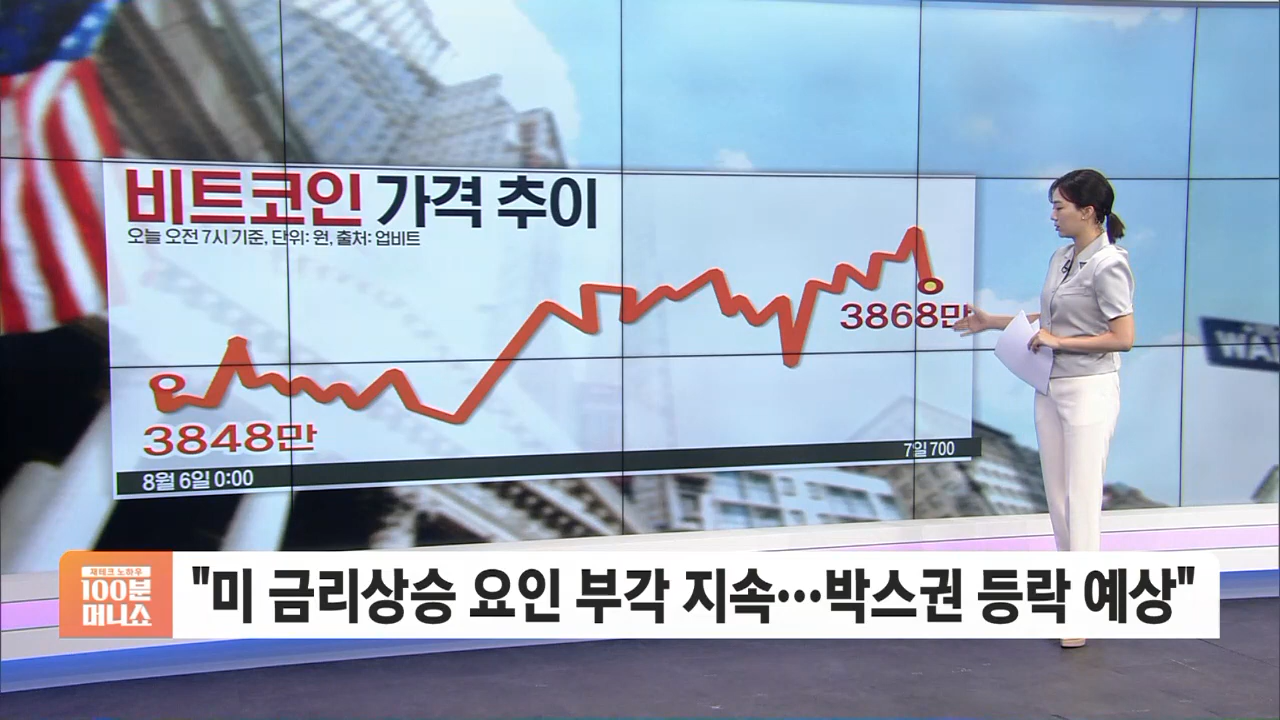 비트코인 가격 추이
오늘 오전 7시 기준, 단위: 원, 출처: 업비트
3868만
3848만
7일 700
8월 6일 0:00
WA
재테크 노하우
100분
머니쇼
"미 금리상승 요인 부각 지속…박스권 등락 예상"